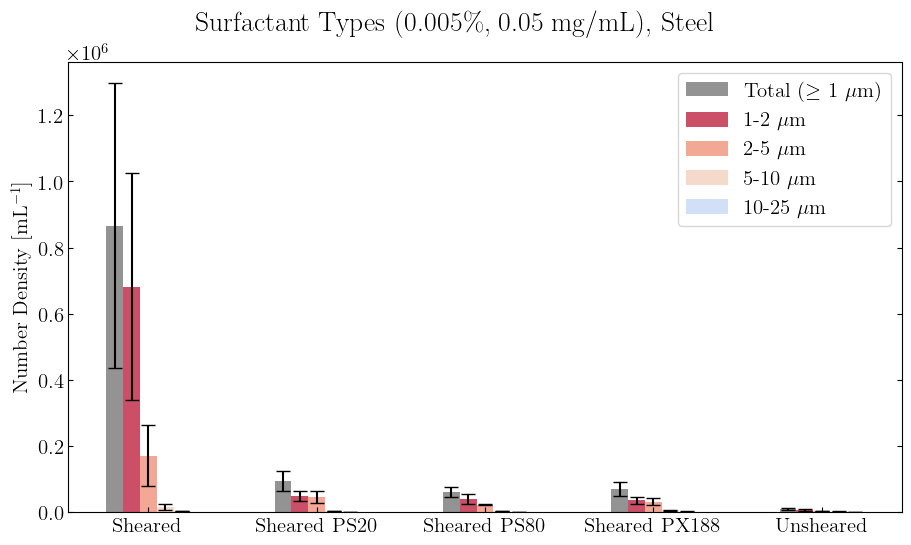 Surfactant Types (0.005%, 0.05 mg/mL), Steel
×10⁶
Number Density [mL⁻¹]
1.2
1.0
0.8
0.6
0.4
0.2
0.0
Total (≥ 1 μm)
1-2 μm
2-5 μm
5-10 μm
10-25 μm
Sheared
Sheared PS20
Sheared PS80
Sheared PX188
Unsheared